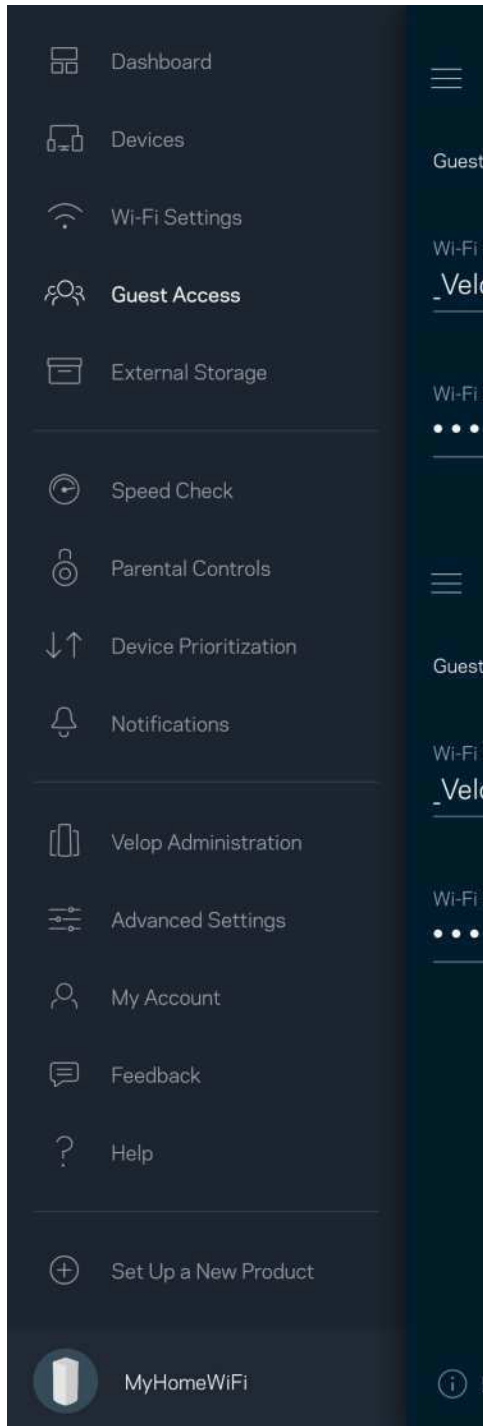 Dashboard
Devices
Wi-Fi Settings
Guest Access
External Storage
Speed Check
Parental Controls
Device Prioritization
Notifications
Velop Administration
Advanced Settings
My Account
Feedback
Help
Set Up a New Product
MyHomeWiFi
Guest
Wi-Fi
_Velo
Wi-Fi
Guest
Wi-Fi
_Velo
Wi-Fi